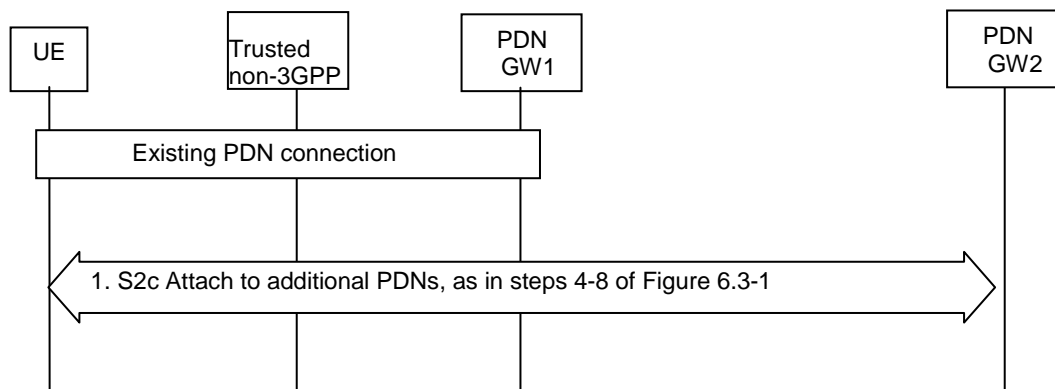 UE
Trusted
non-3GPP
PDN
GW1
PDN
GW2
Existing PDN connection
1. S2c Attach to additional PDNs, as in steps 4-8 of Figure 6.3-1